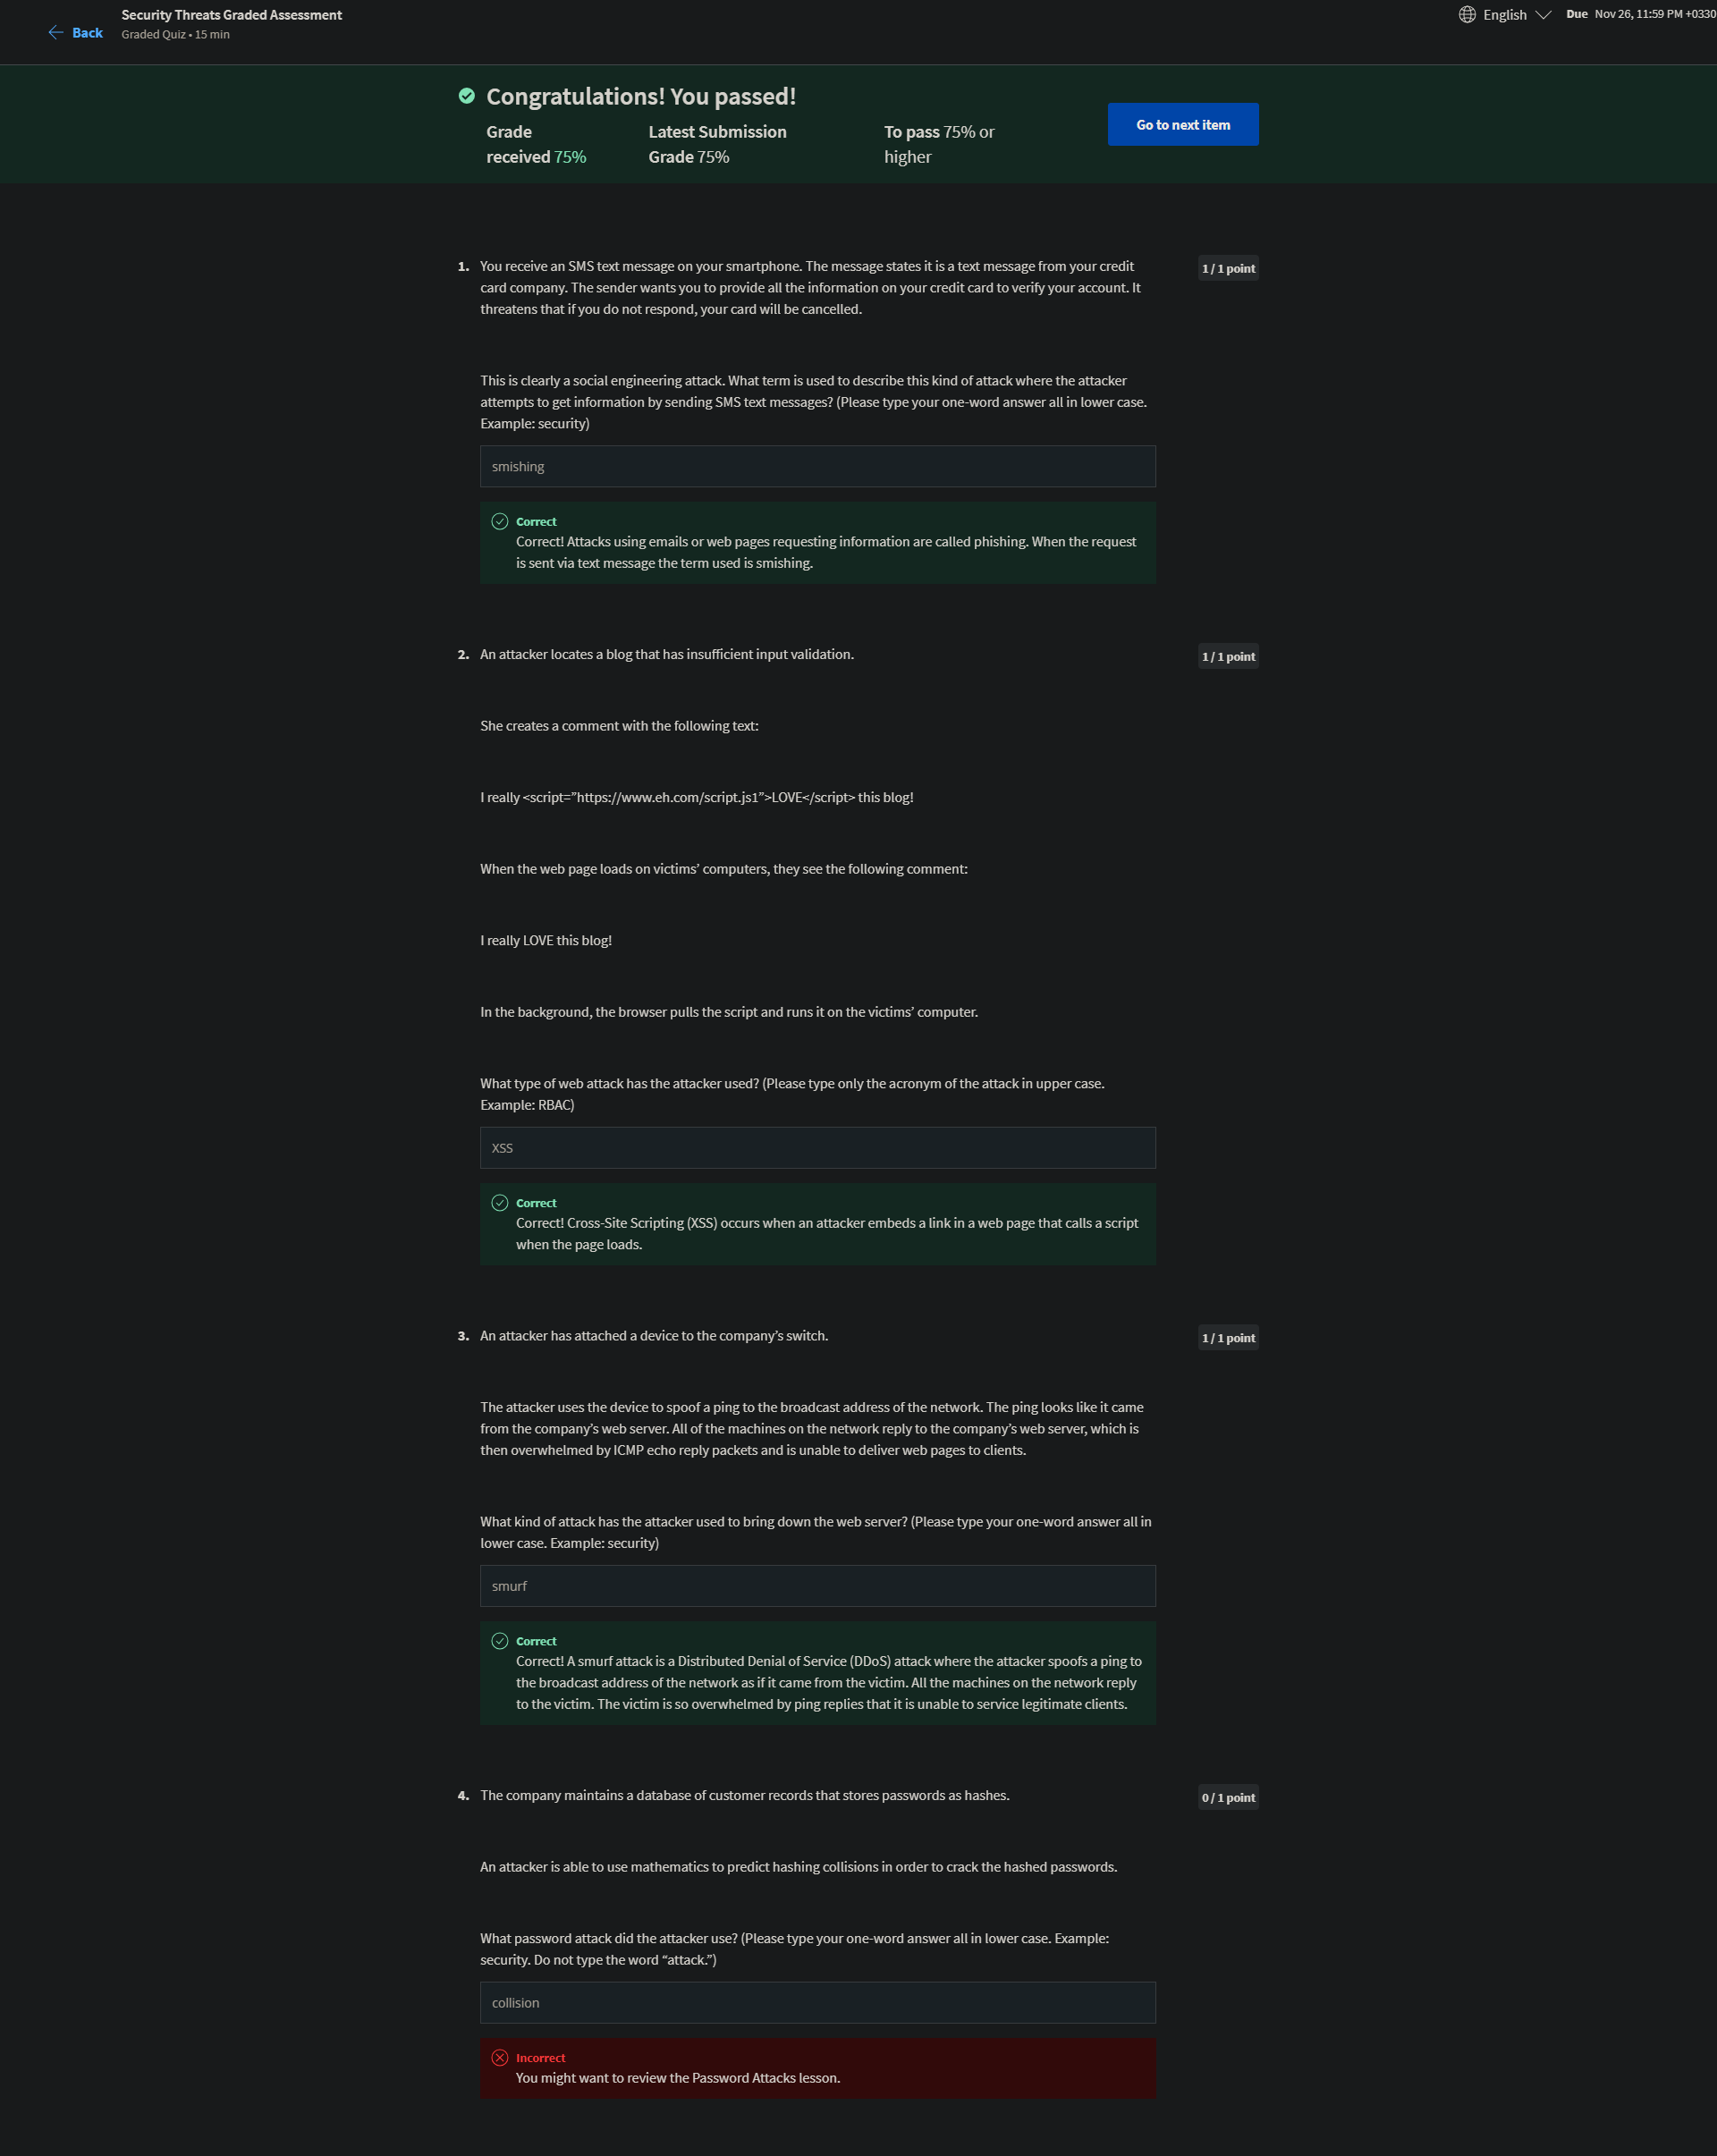 Back
Security Threats Graded Assessment
Graded Quiz • 15 min
English
Due Nov 26, 11:59 PM +0330
Congratulations! You passed!
Grade
received 75%
Latest Submission
Grade 75%
To pass 75% or
higher
Go to next item
1. You receive an SMS text message on your smartphone. The message states it is a text message from your credit
card company. The sender wants you to provide all the information on your credit card to verify your account. It
threatens that if you do not respond, your card will be cancelled.
1 / 1 point
This is clearly a social engineering attack. What term is used to describe this kind of attack where the attacker
attempts to get information by sending SMS text messages? (Please type your one-word answer all in lower case.
Example: security)
smishing
Correct
Correct! Attacks using emails or web pages requesting information are called phishing. When the request
is sent via text message the term used is smishing.
2. An attacker locates a blog that has insufficient input validation.
1 / 1 point
She creates a comment with the following text:
I really <script=”https://www.eh.com/script.js1”>LOVE</script> this blog!
When the web page loads on victims’ computers, they see the following comment:
I really LOVE this blog!
In the background, the browser pulls the script and runs it on the victims’ computer.
What type of web attack has the attacker used? (Please type only the acronym of the attack in upper case.
Example: RBAC)
XSS
Correct
Correct! Cross-Site Scripting (XSS) occurs when an attacker embeds a link in a web page that calls a script
when the page loads.
3. An attacker has attached a device to the company’s switch.
1 / 1 point
The attacker uses the device to spoof a ping to the broadcast address of the network. The ping looks like it came
from the company’s web server. All of the machines on the network reply to the company’s web server, which is
then overwhelmed by ICMP echo reply packets and is unable to deliver web pages to clients.
What kind of attack has the attacker used to bring down the web server? (Please type your one-word answer all in
lower case. Example: security)
smurf
Correct
Correct! A smurf attack is a Distributed Denial of Service (DDoS) attack where the attacker spoofs a ping to
the broadcast address of the network as if it came from the victim. All the machines on the network reply
to the victim. The victim is so overwhelmed by ping replies that it is unable to service legitimate clients.
4. The company maintains a database of customer records that stores passwords as hashes.
0 / 1 point
An attacker is able to use mathematics to predict hashing collisions in order to crack the hashed passwords.
What password attack did the attacker use? (Please type your one-word answer all in lower case. Example:
security. Do not type the word “attack.”)
collision
Incorrect
You might want to review the Password Attacks lesson.